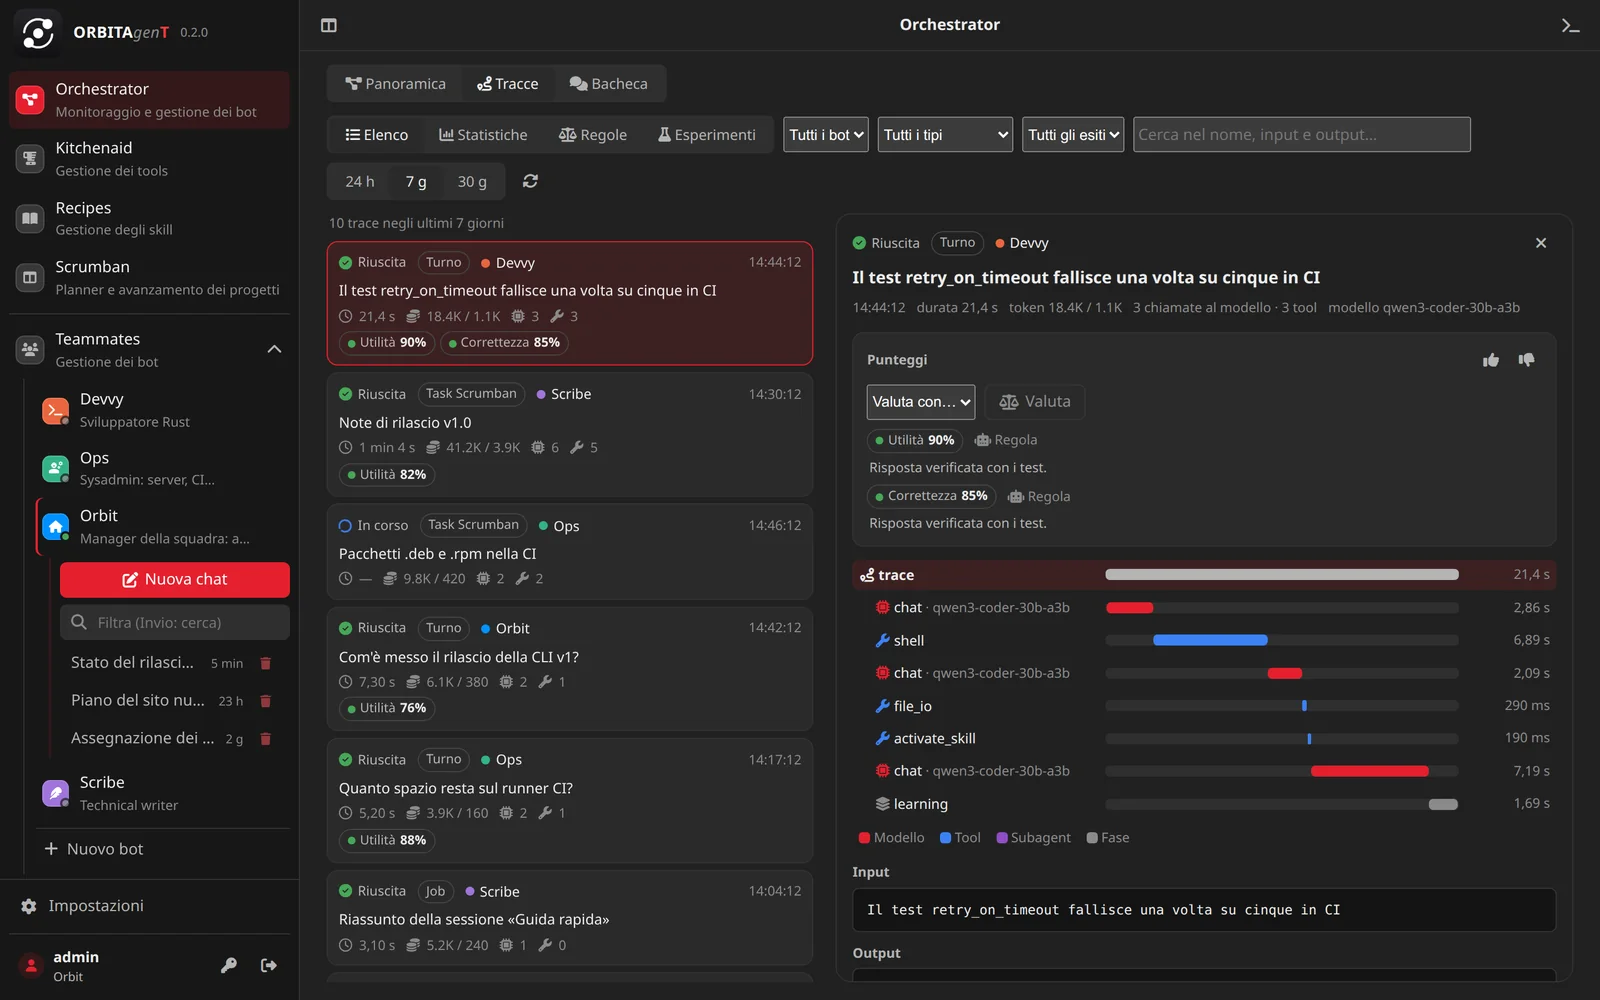 ORBITAgenT 0.2.0
Orchestrator
Monitoraggio e gestione dei bot
Kitchenaid
Gestione dei tools
Recipes
Gestione degli skill
Scrumban
Planner e avanzamento dei progetti
Teammates
Gestione dei bot
Devvy
Sviluppatore Rust
Ops
Sysadmin: server, CI...
Orbit
Manager della squadra: a...
Nuova chat
Filtra (Invio: cerca)
Stato del rilasci... 5 min
Piano del sito nu... 23 h
Assegnazione dei ... 2 g
Scribe
Technical writer
+ Nuovo bot
Impostazioni
admin
Orbit
Orchestrator
Panoramica Tracce Bacheca
Elenco Statistiche Regole Esperimenti Tutti i bot Tutti i tipi Tutti gli esiti Cerca nel nome, input e output...
24 h 7 g 30 g
10 trace negli ultimi 7 giorni
Riuscita Turno Devvy 14:44:12
Il test retry_on_timeout fallisce una volta su cinque in CI
21,4 s 18.4K / 1.1K 3 3
Utilità 90% Correttezza 85%
Riuscita Task Scrumban Scribe 14:30:12
Note di rilascio v1.0
1 min 4 s 41.2K / 3.9K 6 5
Utilità 82%
In corso Task Scrumban Ops 14:46:12
Pacchetti .deb e .rpm nella CI
— 9.8K / 420 2 2
Riuscita Turno Orbit 14:42:12
Com'è messo il rilascio della CLI v1?
7,30 s 6.1K / 380 2 1
Utilità 76%
Riuscita Turno Ops 14:17:12
Quanto spazio resta sul runner CI?
5,20 s 3.9K / 160 2 1
Utilità 88%
Riuscita Job Scribe 14:04:12
Riassunto della sessione «Guida rapida»
3,10 s 5.2K / 240 1 0
Riuscita Turno Devvy
Il test retry_on_timeout fallisce una volta su cinque in CI
14:44:12 durata 21,4 s token 18.4K / 1.1K 3 chiamate al modello · 3 tool modello qwen3-coder-30b-a3b
Punteggi
Valuta con... Valuta
Utilità 90% Regola
Risposta verificata con i test.
Correttezza 85% Regola
Risposta verificata con i test.
trace 21,4 s
chat · qwen3-coder-30b-a3b 2,86 s
shell 6,89 s
chat · qwen3-coder-30b-a3b 2,09 s
file_io 290 ms
activate_skill 190 ms
chat · qwen3-coder-30b-a3b 7,19 s
learning 1,69 s
Modello Tool Subagent Fase
Input
Il test retry_on_timeout fallisce una volta su cinque in CI
Output